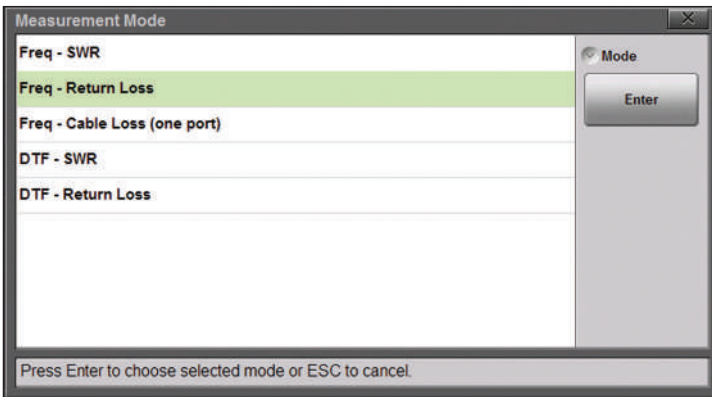 Measurement Mode
Freq - SWR
Mode
Freq - Return Loss
Enter
Freq - Cable Loss (one port)
DTF - SWR
DTF - Return Loss
Press Enter to choose selected mode or ESC to cancel.